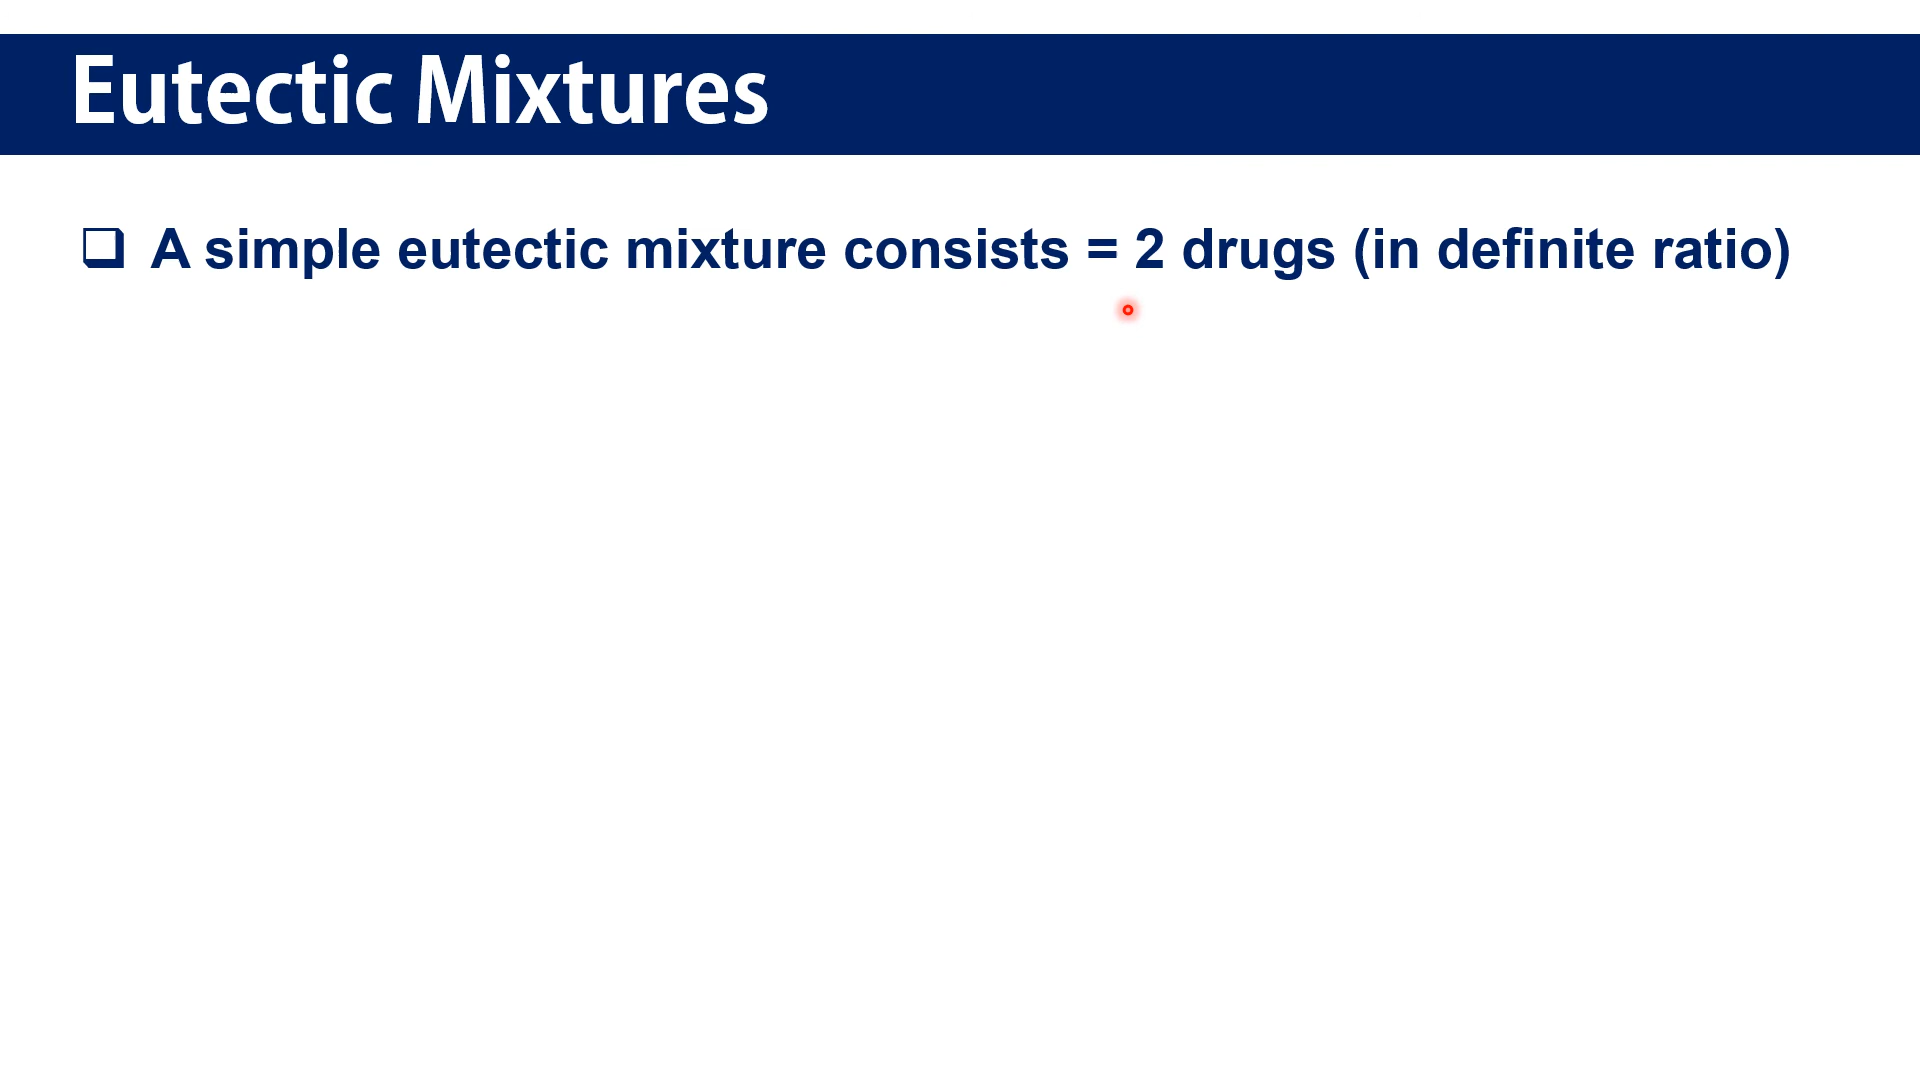 Eutectic Mixtures
❑ A simple eutectic mixture consists = 2 drugs (in definite ratio)